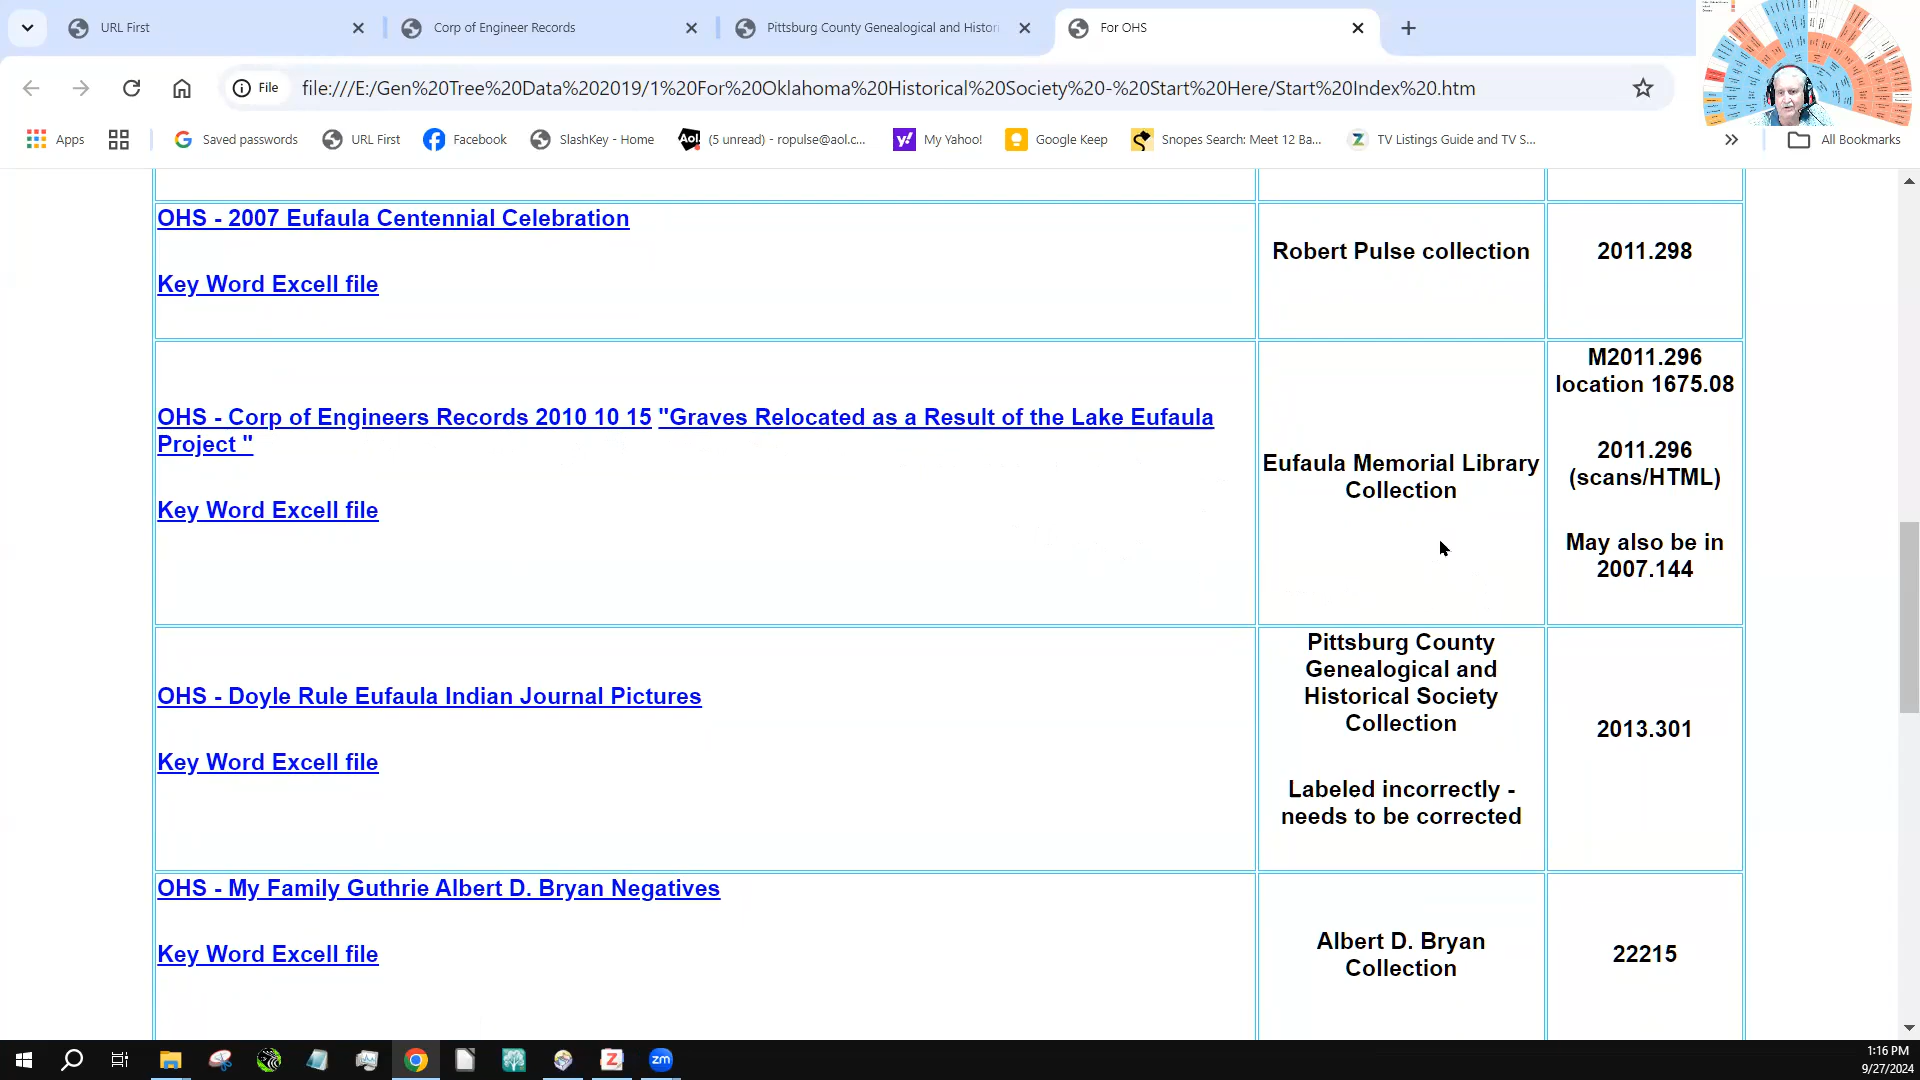 URL First
Corp of Engineer Records
Pittsburg County Genealogical and Histori
For OHS
File
file:///E:/Gen%20Tree%20Data%202019/1%20For%20Oklahoma%20Historical%20Society%20-%20Start%20Here/Start%20Index%20.htm
Apps
Saved passwords
URL First
Facebook
SlashKey - Home
Aol.
(5 unread) - ropulse@aol.c...
My Yahoo!
Google Keep
Snopes Search: Meet 12 Ba...
TV Listings Guide and TV S...
All Bookmarks
OHS - 2007 Eufaula Centennial Celebration
Key Word Excell file
Robert Pulse collection
2011.298
OHS - Corp of Engineers Records 2010 10 15 "Graves Relocated as a Result of the Lake Eufaula
Project "
Key Word Excell file
Eufaula Memorial Library
Collection
M2011.296
location 1675.08
2011.296
(scans/HTML)
May also be in
2007.144
OHS - Doyle Rule Eufaula Indian Journal Pictures
Key Word Excell file
Pittsburg County
Genealogical and
Historical Society
Collection
Labeled incorrectly -
needs to be corrected
2013.301
OHS - My Family Guthrie Albert D. Bryan Negatives
Key Word Excell file
Albert D. Bryan
Collection
22215
zm
1:16 PM
9/27/2024